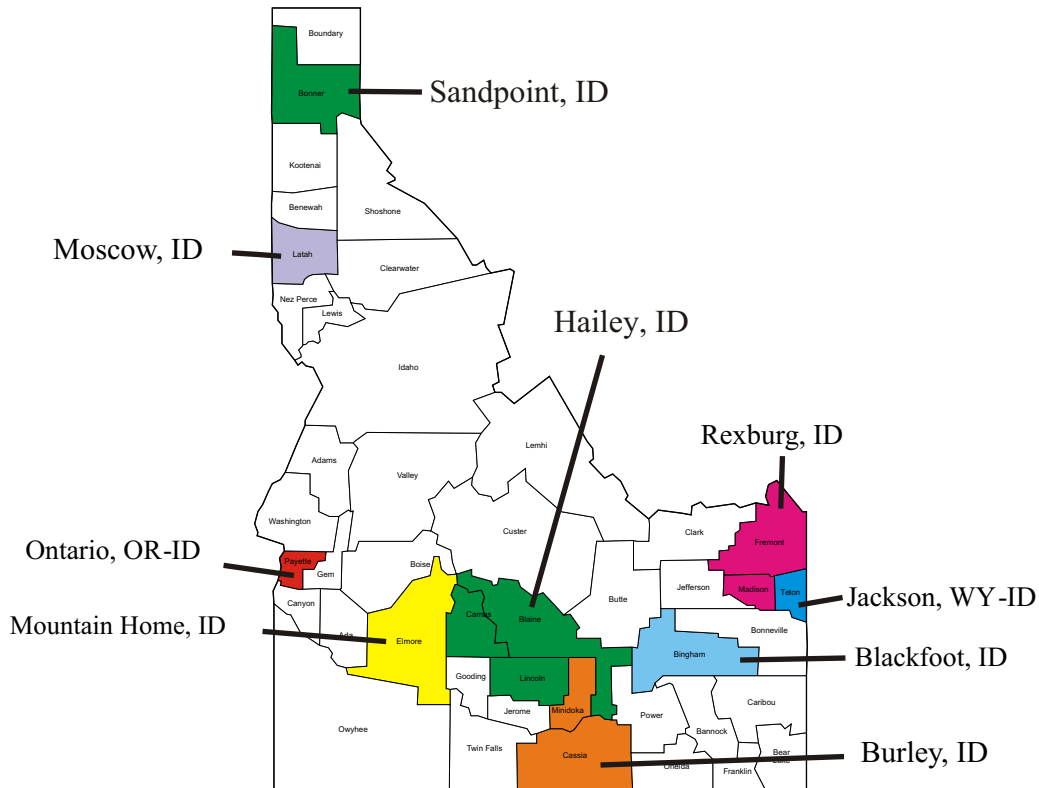 Boundary
Bonner
Sandpoint, ID
Kootenai
Benewah
Shoshone
Moscow, ID
Latah
Clearwater
Nez Perce
Lewis
Hailey, ID
Idaho
Rexburg, ID
Lemhi
Adams
Valley
Washington
Custer
Clark
Fremont
Ontario, OR-ID
Payette
Gem
Boise
Jefferson
Madison
Teton
Jackson, WY-ID
Canyon
Butte
Mountain Home, ID
Ada
Elmore
Camas
Blaine
Bonneville
Bingham
Blackfoot, ID
Gooding
Lincoln
Jerome
Minidoka
Power
Caribou
Owyhee
Bannock
Twin Falls
Cassia
Burley, ID
Oneida
Franklin
Bear
Lake